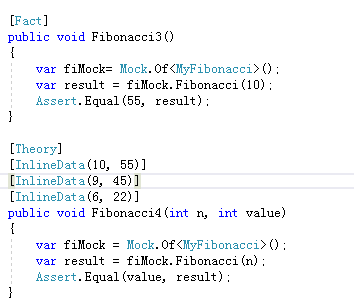 [Fact]
public void Fibonacci3()
{
var fiMock= Mock.Of<MyFibonacci>();
var result = fiMock.Fibonacci(10);
Assert.Equal(55, result);
}
[Theory]
[InlineData(10, 55)]
[InlineData(9, 45)]
[InlineData(6, 22)]
public void Fibonacci4(int n, int value)
{
var fiMock = Mock.Of<MyFibonacci>();
var result = fiMock.Fibonacci(n);
Assert.Equal(value, result);
}